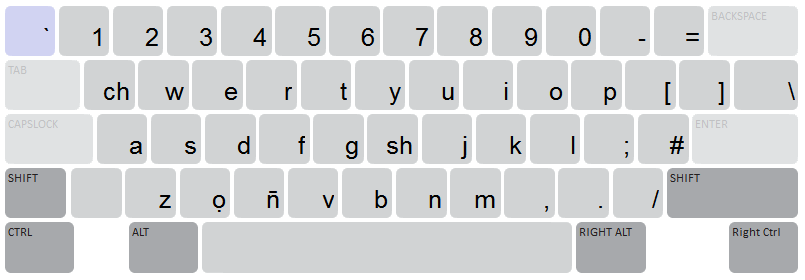 ` 1 2 3 4 5 6 7 8 9 0 - = BACKSPACE
TAB ch w e r t y u i o p [ ] \
CAPSLOCK a s d f g sh j k l ; # ENTER
SHIFT z ọ ñ v b n m , . / SHIFT
CTRL ALT RIGHT ALT Right Ctrl